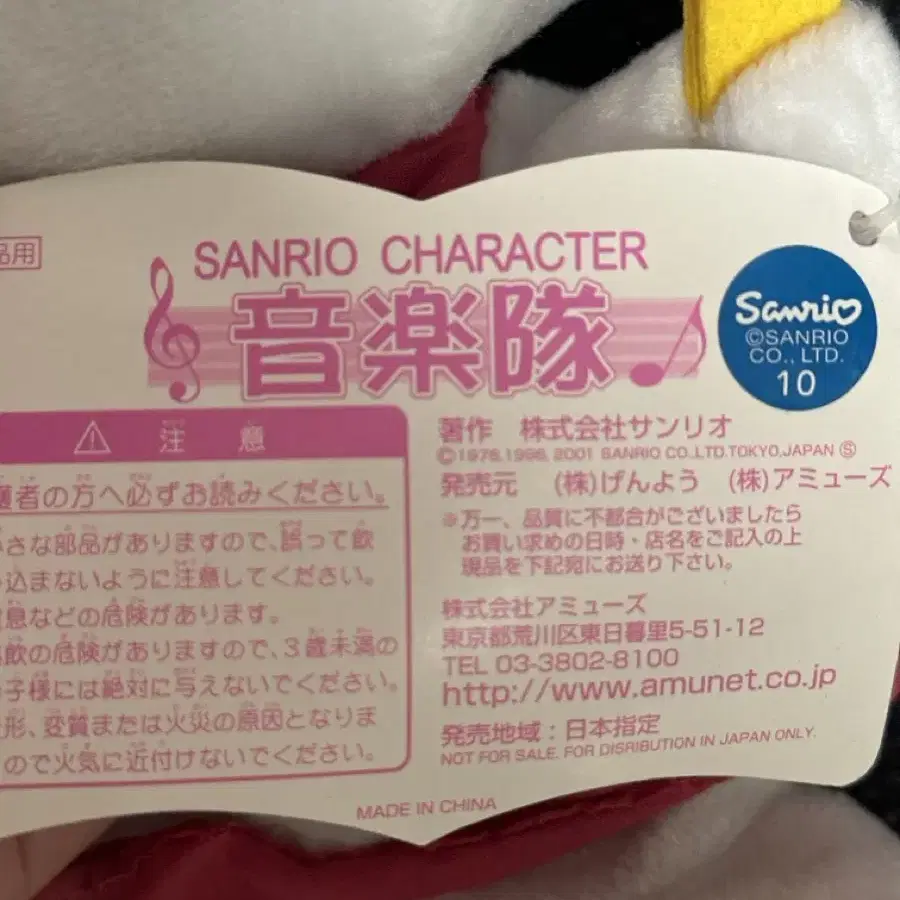 品用
SANRIO CHARACTER
音楽隊
Sanrio
©SANRIO
CO., LTD.
10
注意
護者の方へ必ずお読みください。
さな部品がありますので、誤って飲
込まないように注意してください。
息などの危険があります。
飲の危険がありますので、3歳未満の
子様には絶対に与えないでください。
形、変質または火災の原因となりま
ので火気に近付けないでください。
著作 株式会社サンリオ
©1976,1996, 2001 SANRIO CO.,LTD.TOKYO,JAPAN Ⓢ
発売元 (株)げんよう (株)アミューズ
※万一、品質に不都合がございましたら
お買い求めの日時・店名をご記入の上
現品を下記宛にお送り下さい。
株式会社アミューズ
東京都荒川区東日暮里5-51-12
TEL 03-3802-8100
http://www.amunet.co.jp
発売地域：日本指定
NOT FOR SALE. FOR DISRIBUTION IN JAPAN ONLY.
MADE IN CHINA